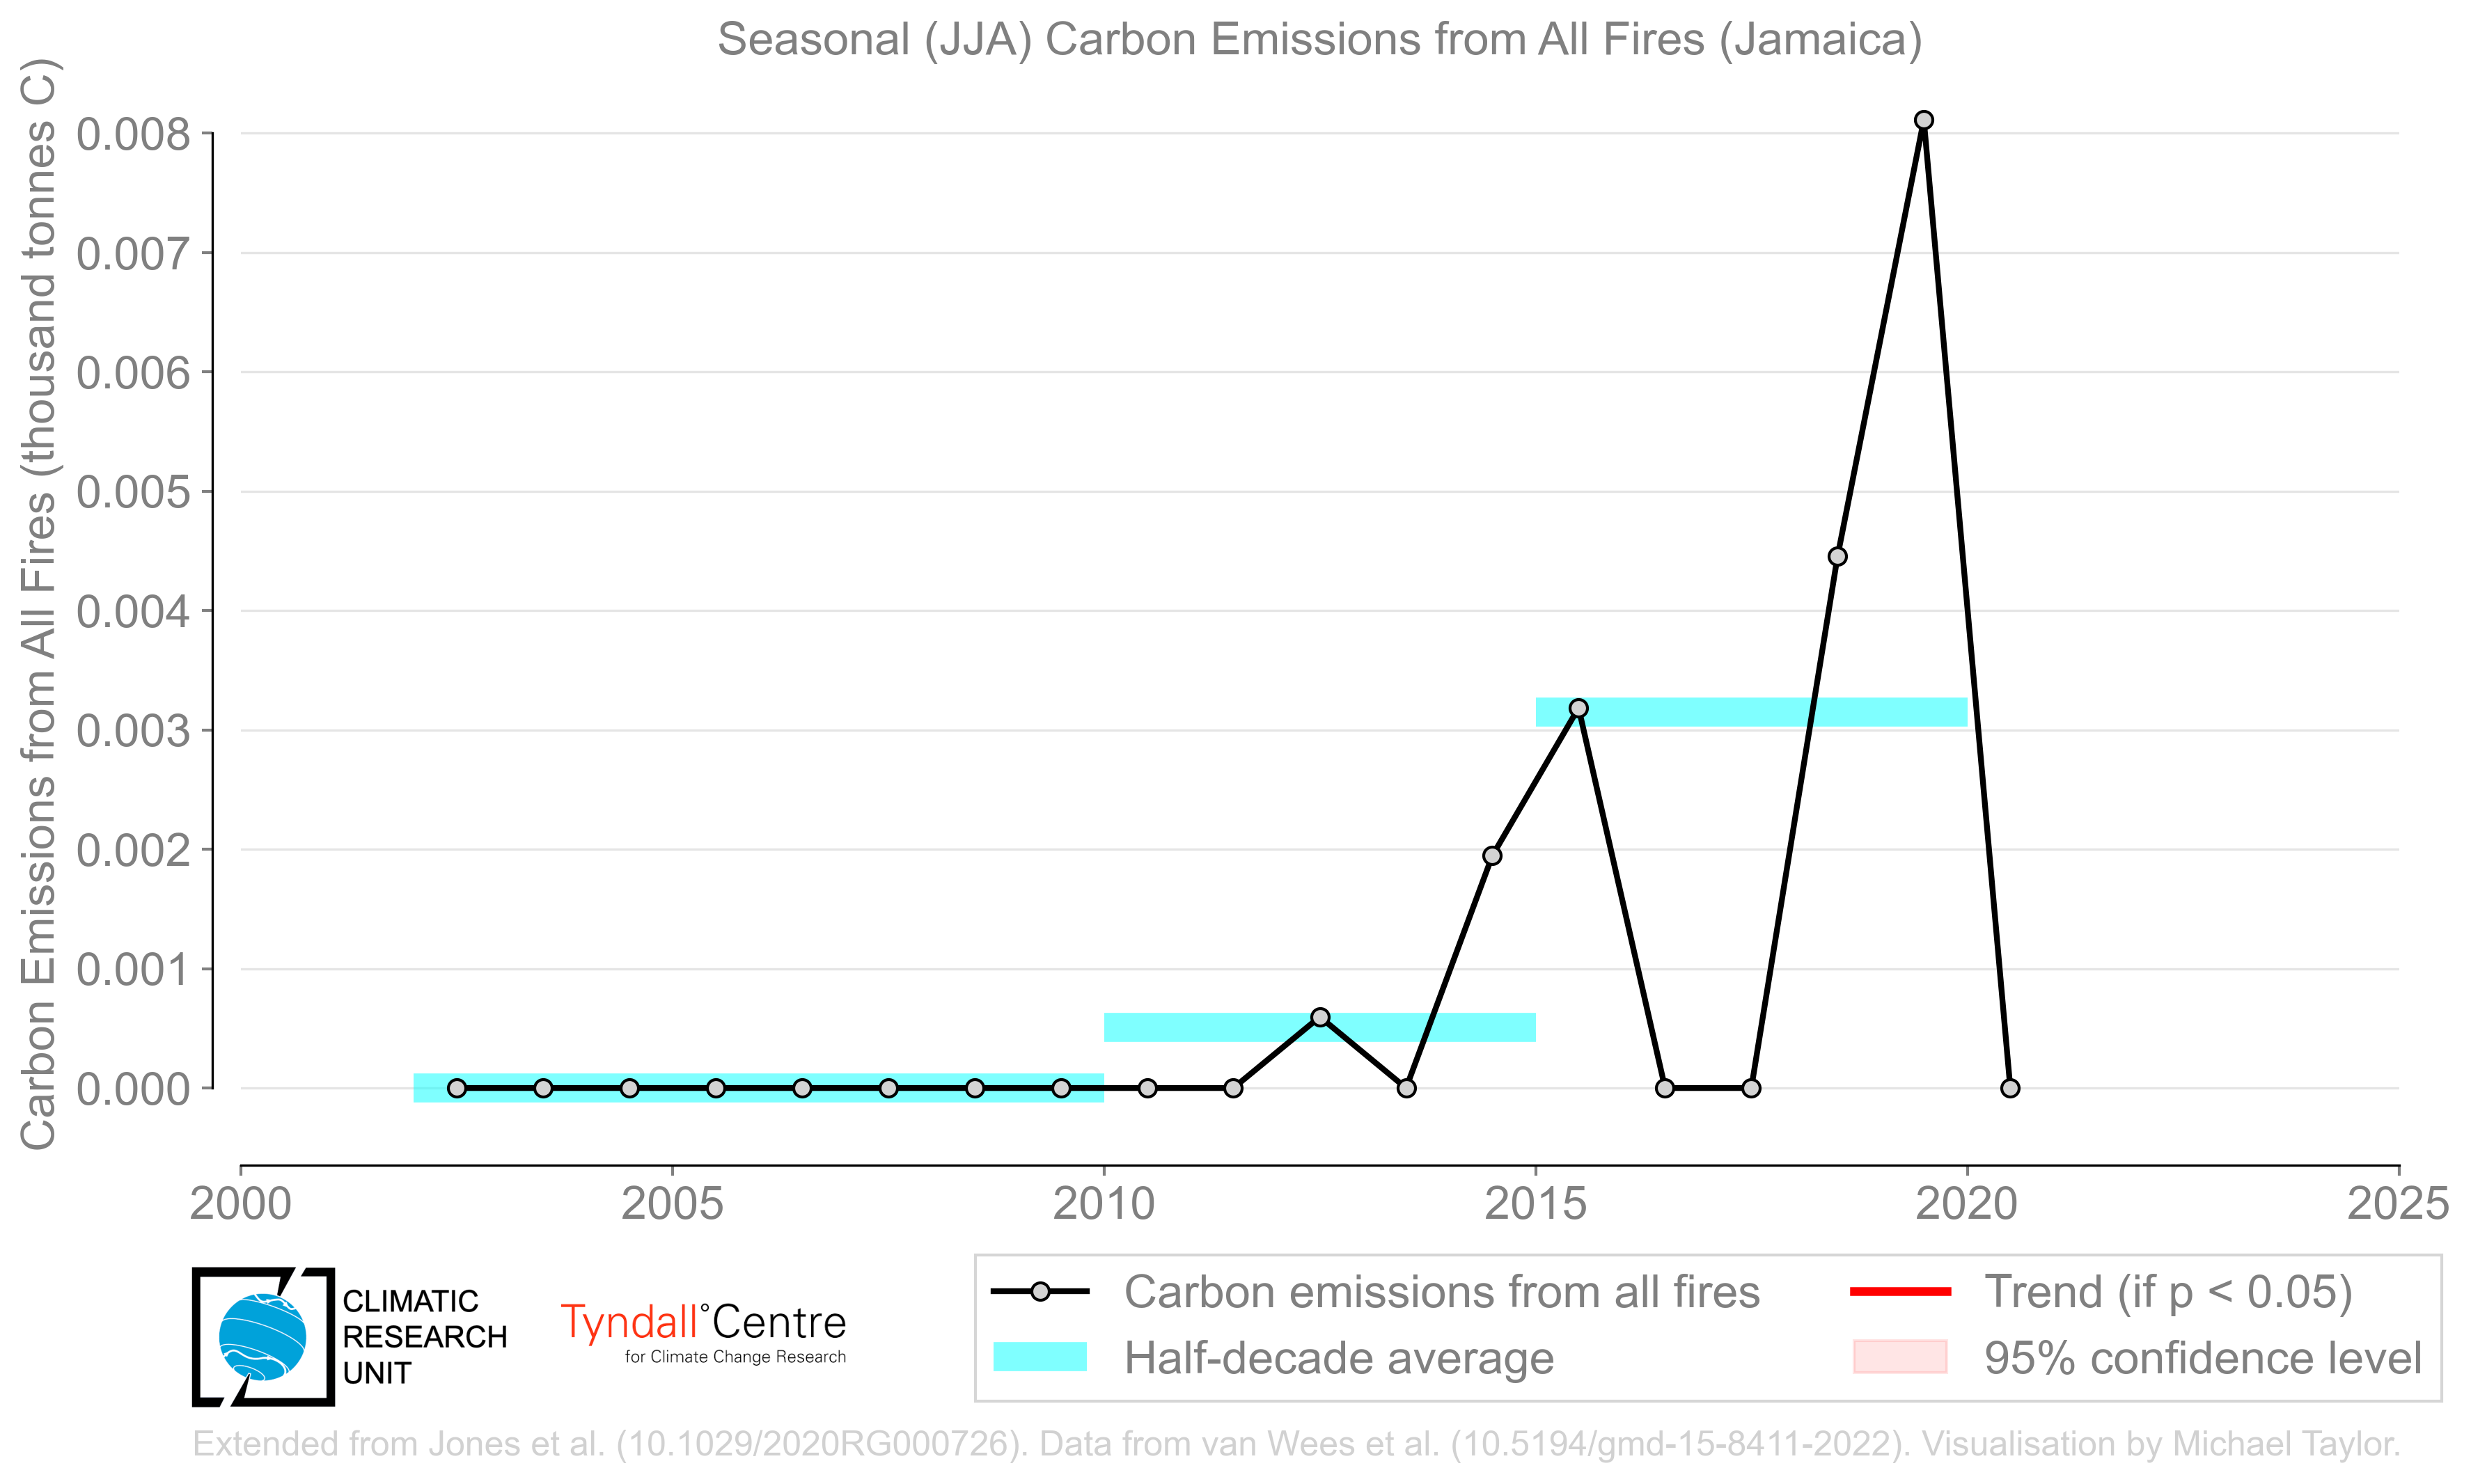 Seasonal (JJA) Carbon Emissions from All Fires (Jamaica)
Carbon Emissions from All Fires (thousand tonnes C)
0.008
0.007
0.006
0.005
0.004
0.003
0.002
0.001
0.000
2000 2005 2010 2015 2020 2025
CLIMATIC
RESEARCH
UNIT
Tyndall°Centre
for Climate Change Research
Carbon emissions from all fires
Half-decade average
Trend (if p < 0.05)
95% confidence level
Extended from Jones et al. (10.1029/2020RG000726). Data from van Wees et al. (10.5194/gmd-15-8411-2022). Visualisation by Michael Taylor.